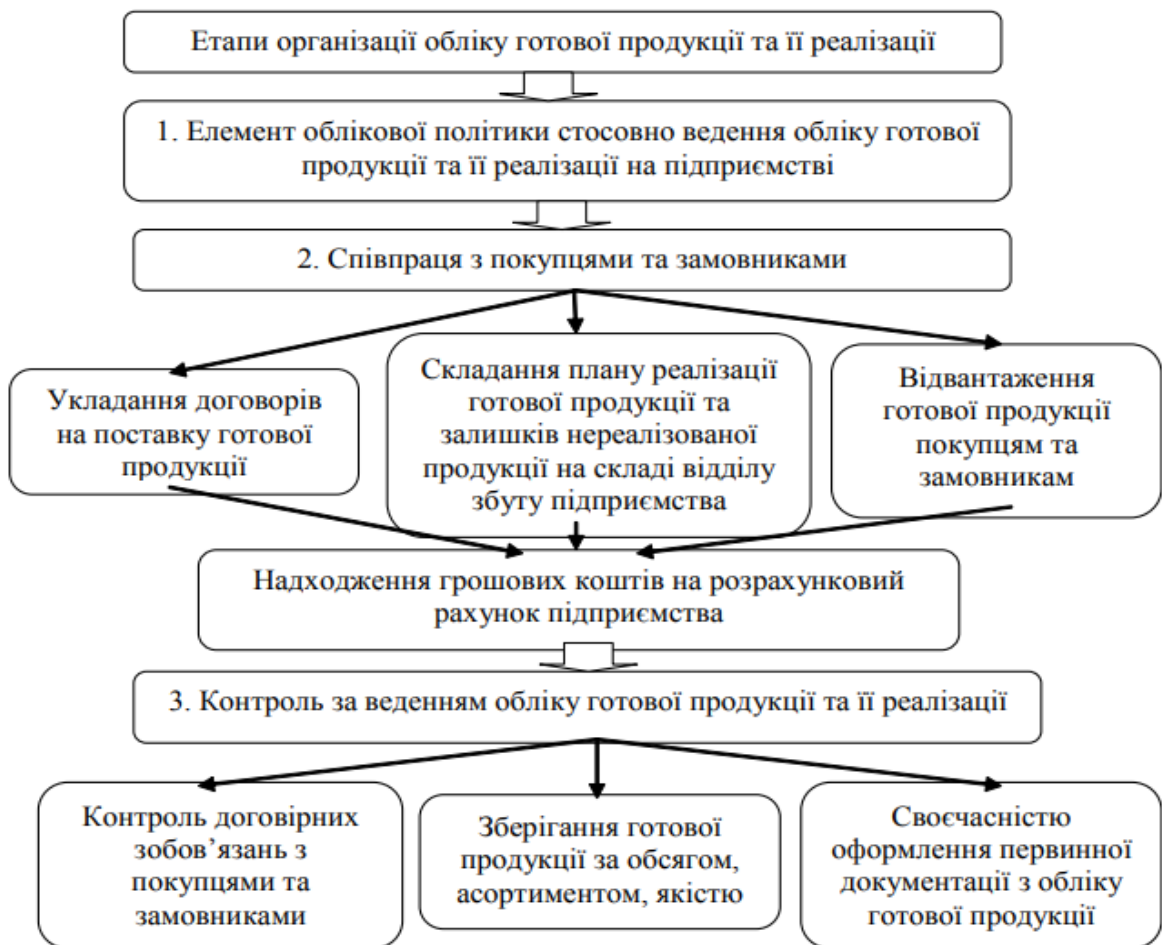 Етапи організації обліку готової продукції та її реалізації
1. Елемент облікової політики стосовно ведення обліку готової
продукції та її реалізації на підприємстві
2. Співпраця з покупцями та замовниками
Укладання договорів
на поставку готової
продукції
Складання плану реалізації
готової продукції та
залишків нереалізованої
продукції на складі відділу
збуту підприємства
Відвантаження
готової продукції
покупцям та
замовникам
Надходження грошових коштів на розрахунковий
рахунок підприємства
3. Контроль за веденням обліку готової продукції та її реалізації
Контроль договірних
зобов’язань з
покупцями та
замовниками
Зберігання готової
продукції за обсягом,
асортиментом, якістю
Своєчасністю
оформлення первинної
документації з обліку
готової продукції